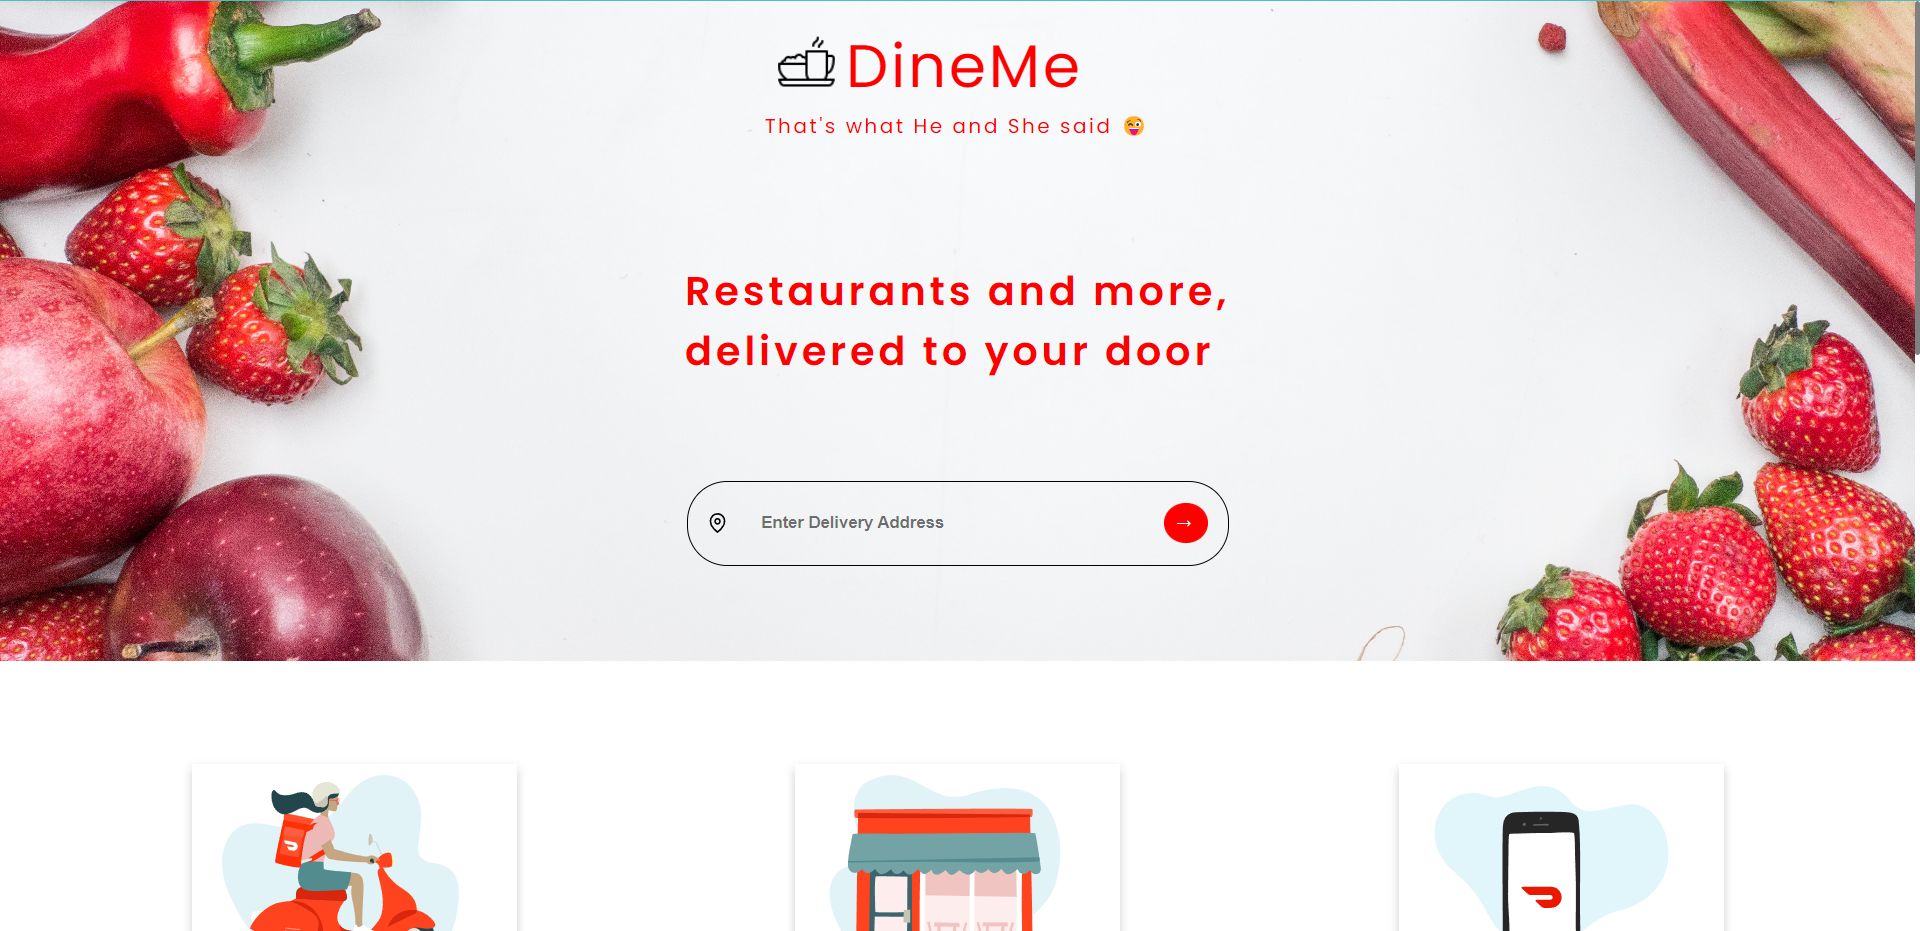 DineMe
That's what He and She said 😜
Restaurants and more,
delivered to your door
Enter Delivery Address
→